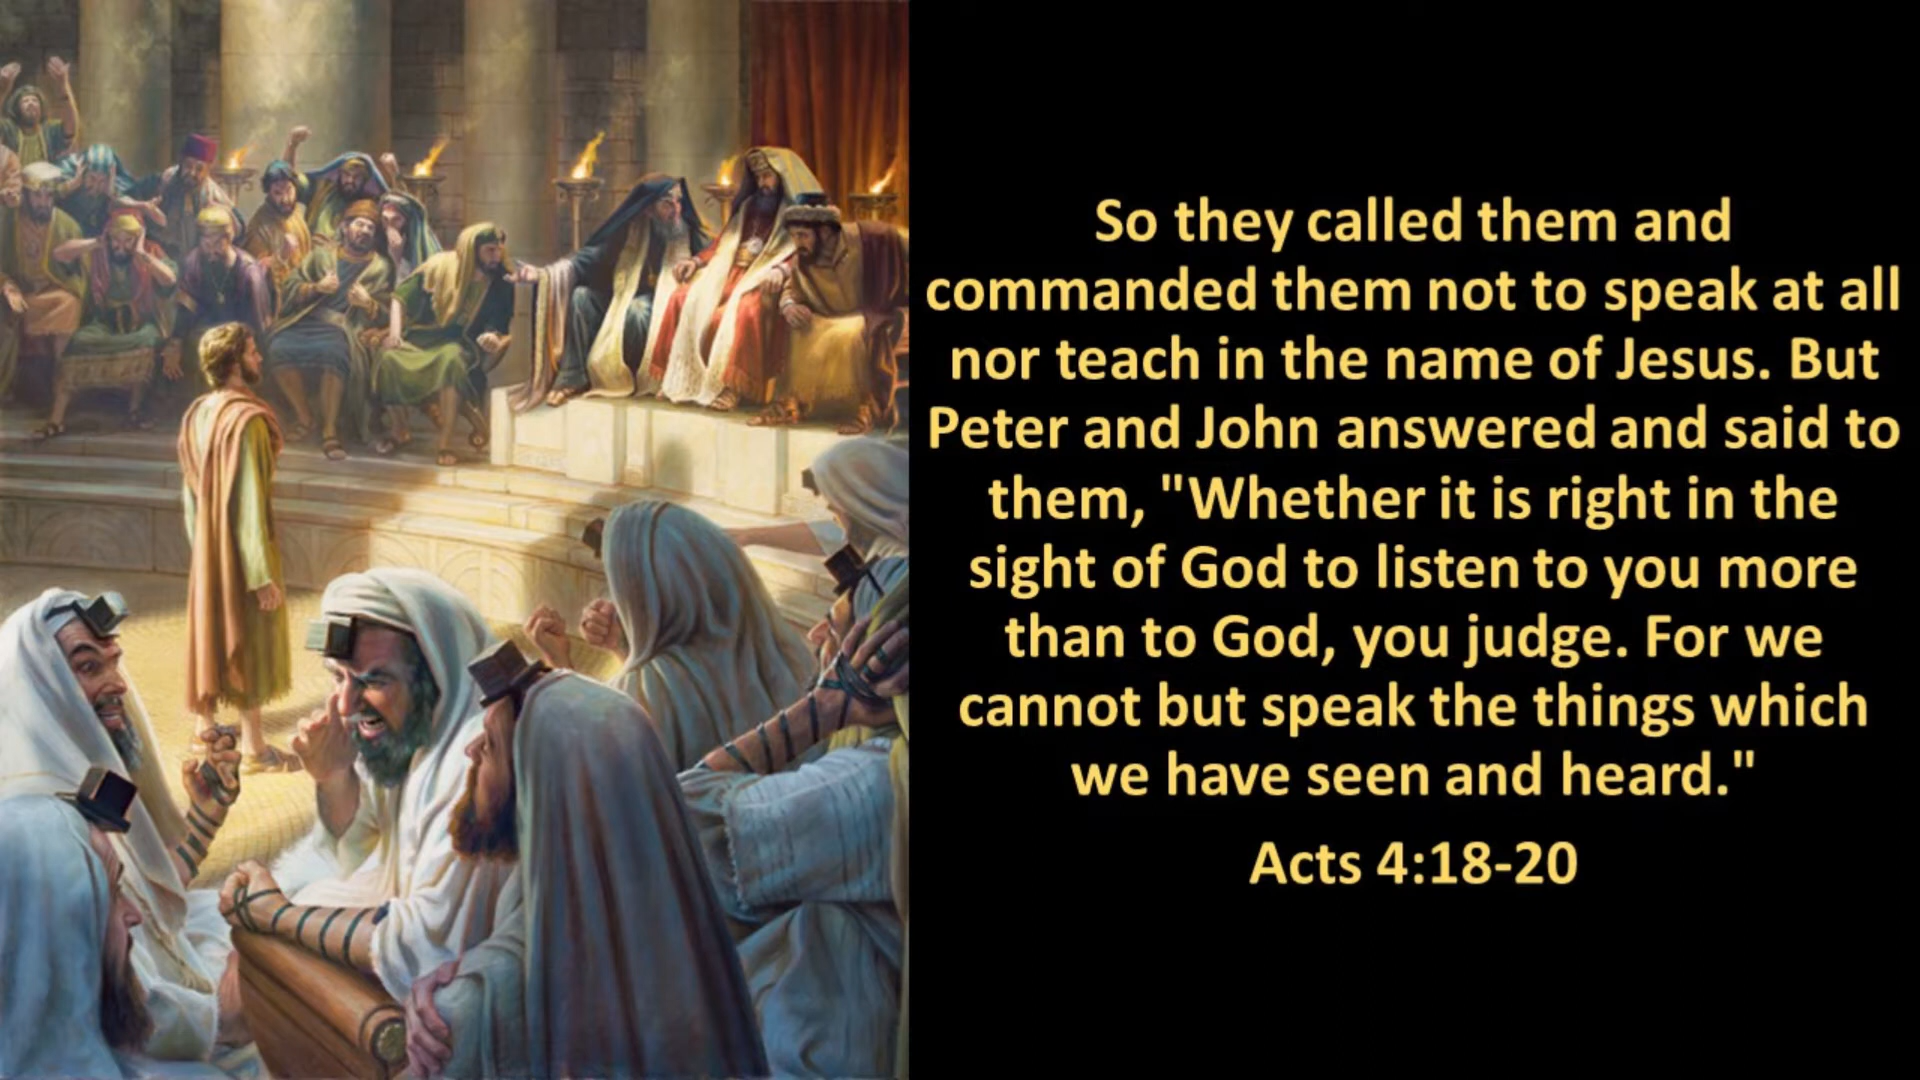 So they called them and
commanded them not to speak at all
nor teach in the name of Jesus. But
Peter and John answered and said to
them, "Whether it is right in the
sight of God to listen to you more
than to God, you judge. For we
cannot but speak the things which
we have seen and heard."
Acts 4:18-20